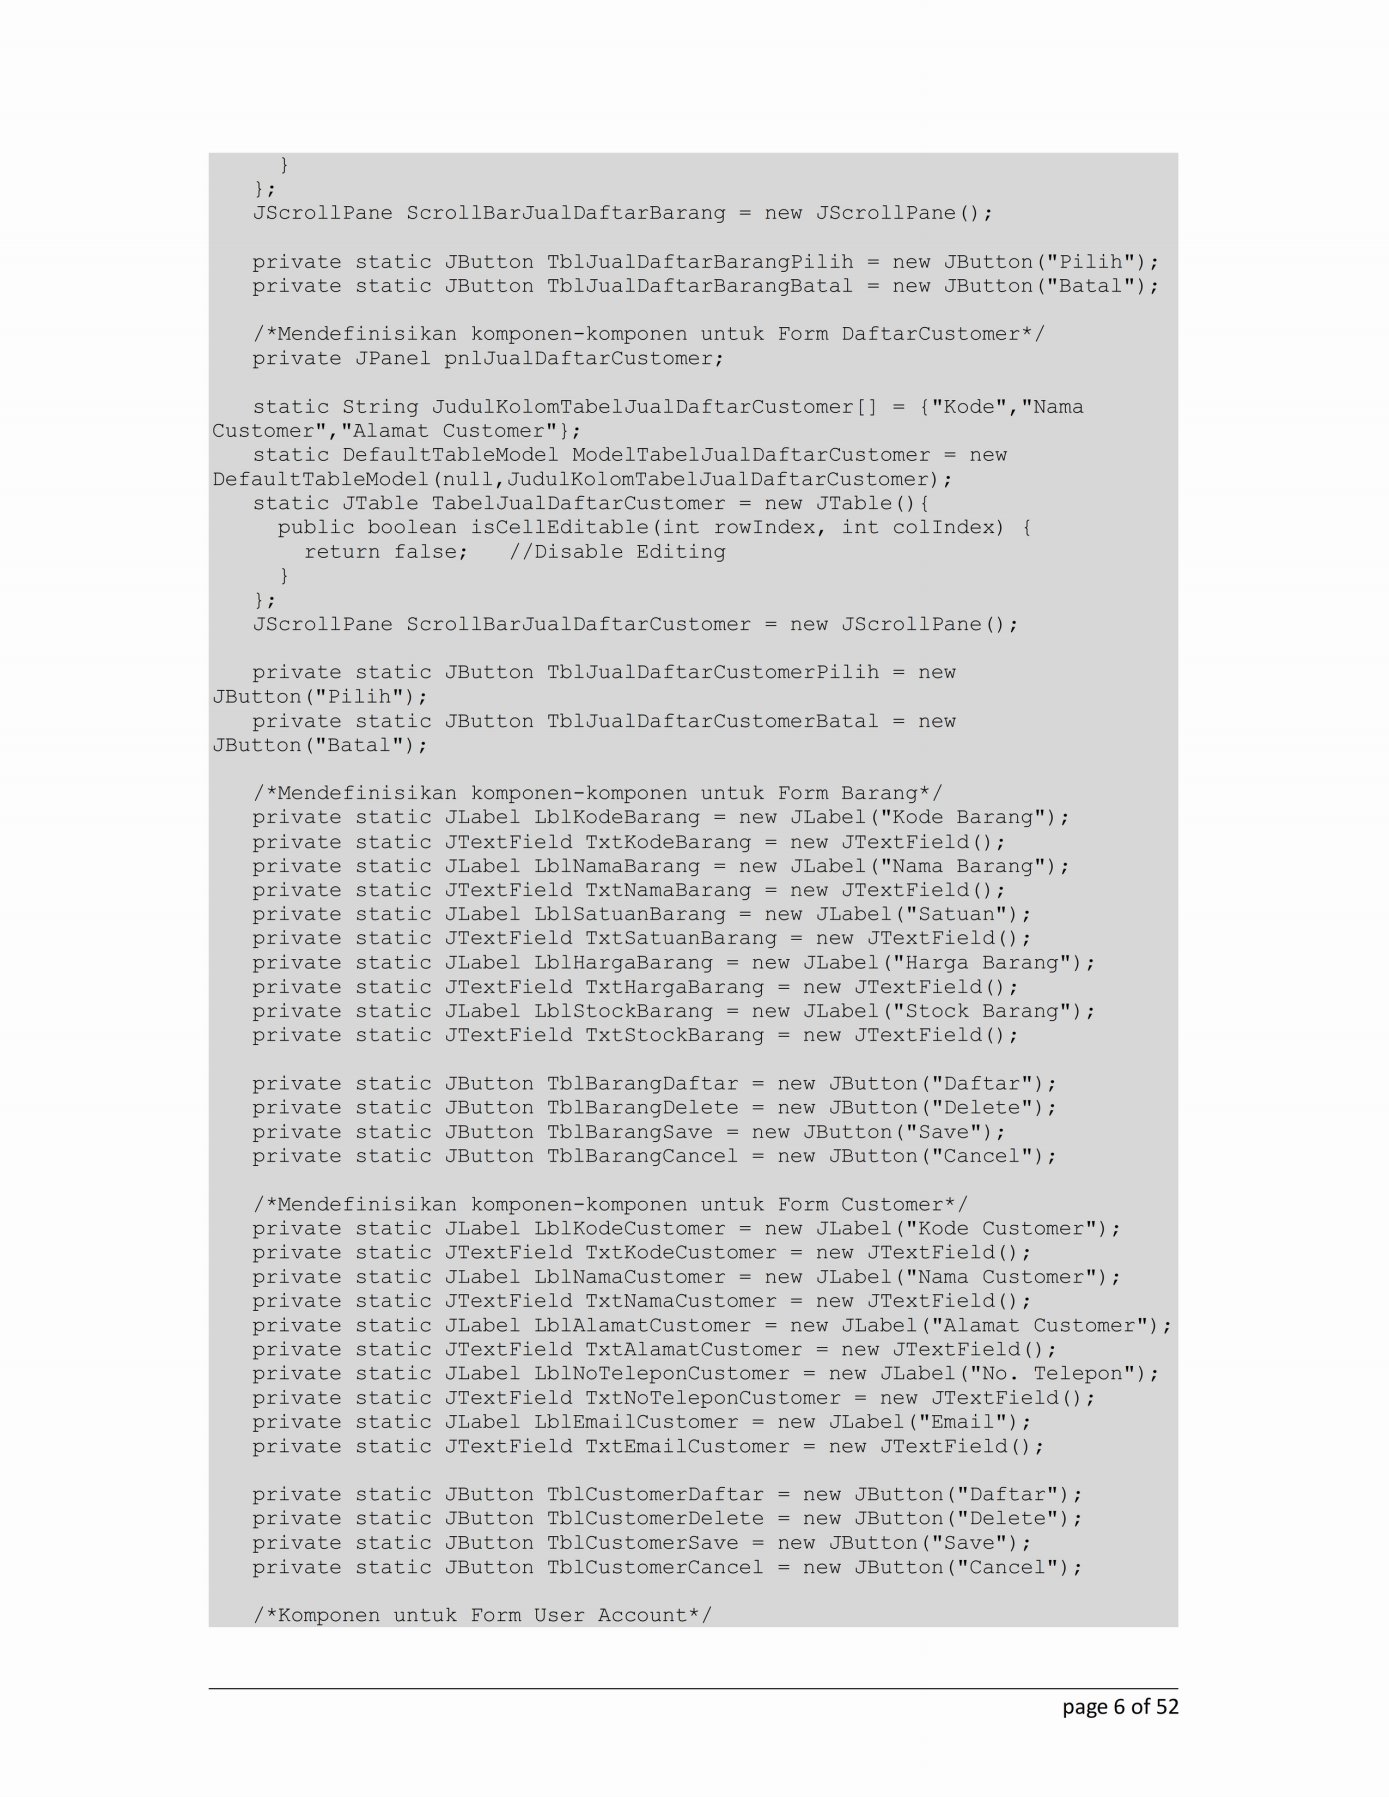 }
};
JScrollPane ScrollBarJualDaftarBarang = new JScrollPane();
private static JButton TblJualDaftarBarangPilih = new JButton("Pilih");
private static JButton TblJualDaftarBarangBatal = new JButton("Batal");
/*Mendefinisikan komponen-komponen untuk Form DaftarCustomer*/
private JPanel pnlJualDaftarCustomer;
static String JudulKolomTabelJualDaftarCustomer[] = {"Kode","Nama
Customer","Alamat Customer"};
static DefaultTableModel ModelTabelJualDaftarCustomer = new
DefaultTableModel(null,JudulKolomTabelJualDaftarCustomer);
static JTable TabelJualDaftarCustomer = new JTable(){
public boolean isCellEditable(int rowIndex, int colIndex) {
return false;   //Disable Editing
}
};
JScrollPane ScrollBarJualDaftarCustomer = new JScrollPane();
private static JButton TblJualDaftarCustomerPilih = new
JButton("Pilih");
private static JButton TblJualDaftarCustomerBatal = new
JButton("Batal");
/*Mendefinisikan komponen-komponen untuk Form Barang*/
private static JLabel LblKodeBarang = new JLabel("Kode Barang");
private static JTextField TxtKodeBarang = new JTextField();
private static JLabel LblNamaBarang = new JLabel("Nama Barang");
private static JTextField TxtNamaBarang = new JTextField();
private static JLabel LblSatuanBarang = new JLabel("Satuan");
private static JTextField TxtSatuanBarang = new JTextField();
private static JLabel LblHargaBarang = new JLabel("Harga Barang");
private static JTextField TxtHargaBarang = new JTextField();
private static JLabel LblStockBarang = new JLabel("Stock Barang");
private static JTextField TxtStockBarang = new JTextField();
private static JButton TblBarangDaftar = new JButton("Daftar");
private static JButton TblBarangDelete = new JButton("Delete");
private static JButton TblBarangSave = new JButton("Save");
private static JButton TblBarangCancel = new JButton("Cancel");
/*Mendefinisikan komponen-komponen untuk Form Customer*/
private static JLabel LblKodeCustomer = new JLabel("Kode Customer");
private static JTextField TxtKodeCustomer = new JTextField();
private static JLabel LblNamaCustomer = new JLabel("Nama Customer");
private static JTextField TxtNamaCustomer = new JTextField();
private static JLabel LblAlamatCustomer = new JLabel("Alamat Customer");
private static JTextField TxtAlamatCustomer = new JTextField();
private static JLabel LblNoTeleponCustomer = new JLabel("No. Telepon");
private static JTextField TxtNoTeleponCustomer = new JTextField();
private static JLabel LblEmailCustomer = new JLabel("Email");
private static JTextField TxtEmailCustomer = new JTextField();
private static JButton TblCustomerDaftar = new JButton("Daftar");
private static JButton TblCustomerDelete = new JButton("Delete");
private static JButton TblCustomerSave = new JButton("Save");
private static JButton TblCustomerCancel = new JButton("Cancel");
/*Komponen untuk Form User Account*/
page 6 of 52